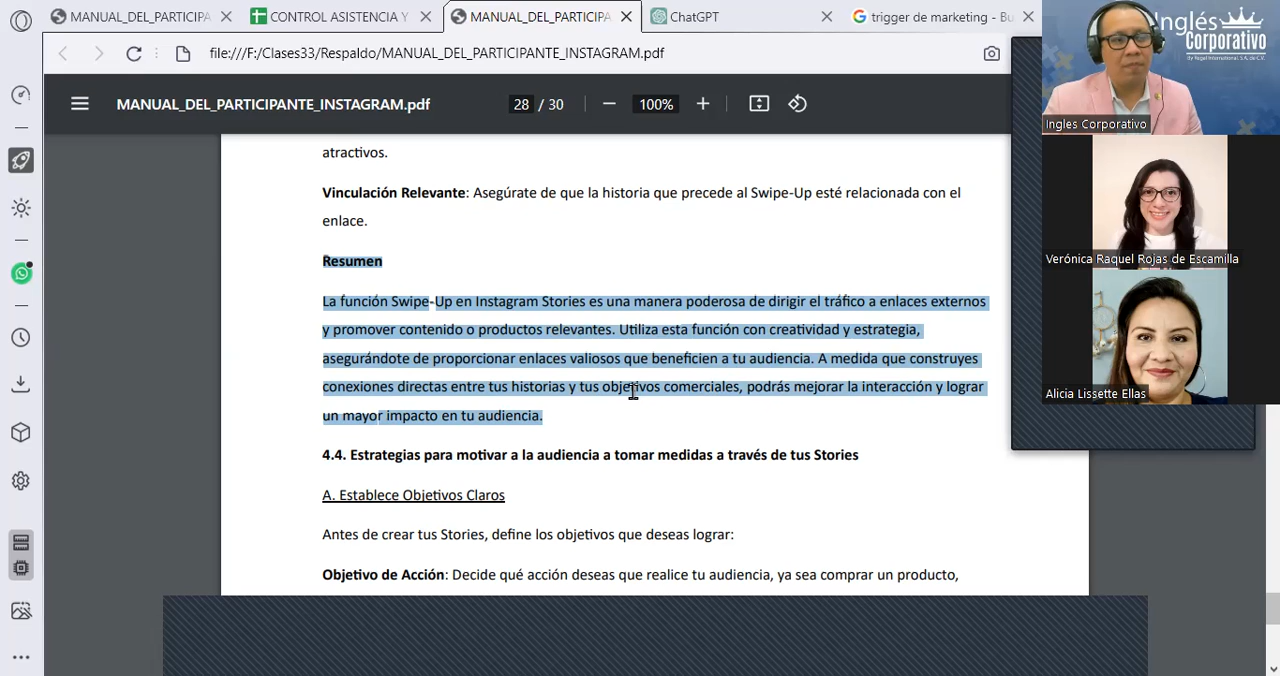 MANUAL_DEL_PARTICIPA
CONTROL ASISTENCIA Y
MANUAL_DEL_PARTICIPA
ChatGPT
trigger de marketing - Bu
file:///F:/Clases33/Respaldo/MANUAL_DEL_PARTICIPANTE_INSTAGRAM.pdf
MANUAL_DEL_PARTICIPANTE_INSTAGRAM.pdf
28 / 30
100%
atractivos.
Vinculación Relevante: Asegúrate de que la historia que precede al Swipe-Up esté relacionada con el
enlace.
Resumen
La función Swipe-Up en Instagram Stories es una manera poderosa de dirigir el tráfico a enlaces externos
y promover contenido o productos relevantes. Utiliza esta función con creatividad y estrategia,
asegurándote de proporcionar enlaces valiosos que beneficien a tu audiencia. A medida que construyes
conexiones directas entre tus historias y tus objetivos comerciales, podrás mejorar la interacción y lograr
un mayor impacto en tu audiencia.
4.4. Estrategias para motivar a la audiencia a tomar medidas a través de tus Stories
A. Establece Objetivos Claros
Antes de crear tus Stories, define los objetivos que deseas lograr:
Objetivo de Acción: Decide qué acción deseas que realice tu audiencia, ya sea comprar un producto,
Inglés
Corporativo
By Regal International, S.A. de C.V.
Ingles Corporativo
Verónica Raquel Rojas de Escamilla
Alicia Lissette Ellas